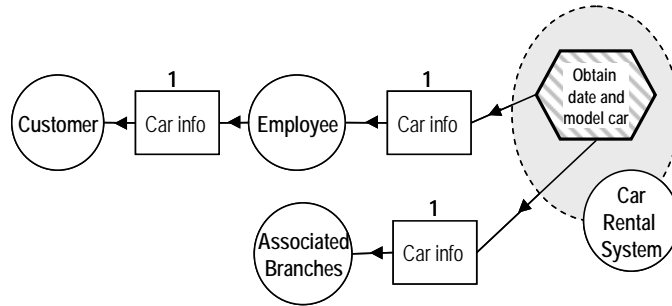 1
1
Obtain
date and
model car
Customer
Car info
Employee
Car info
1
Car
Rental
System
Associated
Branches
Car info